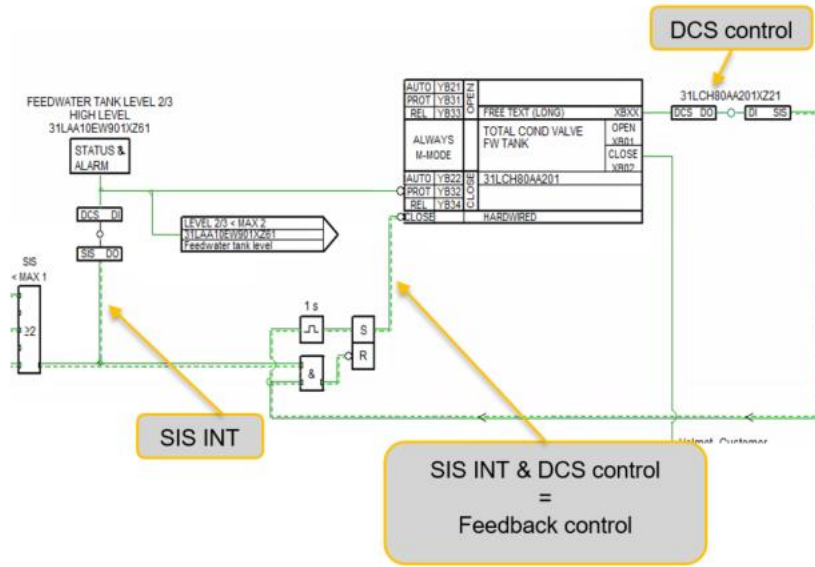 DCS control
FEEDWATER TANK LEVEL 2/3
HIGH LEVEL
31LAA10EW901XZ61
STATUS &
ALARM
DCS DI
SIS DO
SIS
< MAX 1
≥2
LEVEL 2/3 < MAX 2
31LAA10EW901XZ61
Feedwater tank level
1 s
S
R
&
AUTO YB21
PROT YB31
REL YB33
OPEN
FREE TEXT (LONG) XBXX
ALWAYS
M-MODE
TOTAL COND VALVE
FW TANK
OPEN
XB01
CLOSE
XB02
AUTO YB22
PROT YB32
REL YB34
CLOSE
31LCH80AA201
CLOSE
HARDWIRED
31LCH80AA201XZ21
DCS DO
DI SIS
SIS INT
SIS INT & DCS control
=
Feedback control